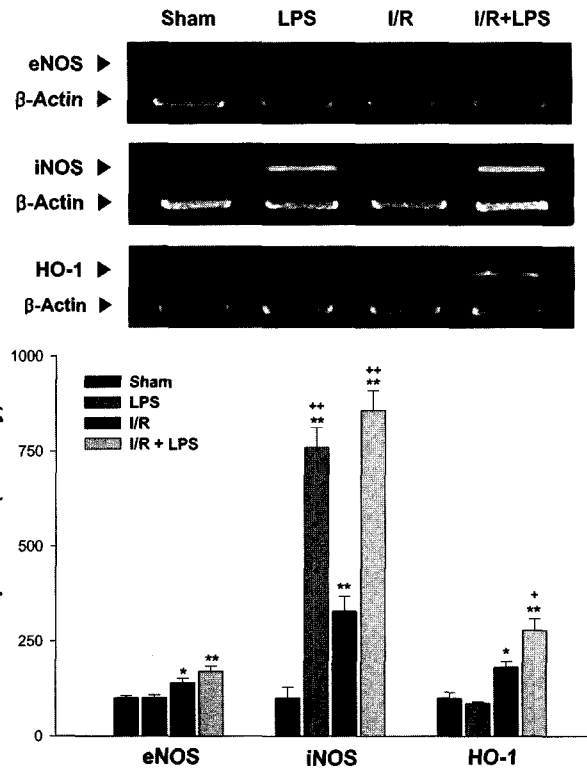 Sham LPS I/R I/R+LPS
eNOS ►
β-Actin ►
iNOS ►
β-Actin ►
HO-1 ►
β-Actin ►
1000
750
500
250
0
Sham
LPS
I/R
I/R + LPS
* **
++
**
**
++
**
*
+
**
eNOS iNOS HO-1